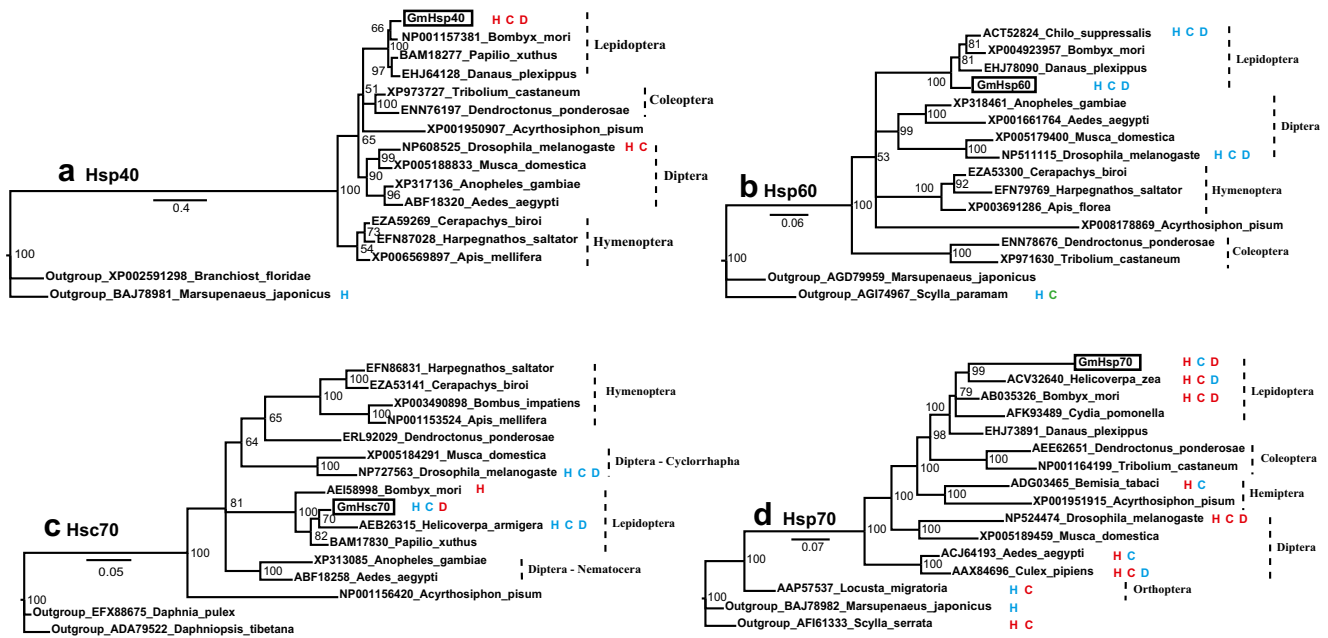 a Hsp40
GmHsp40 H C D
NP001157381_Bombyx_mori
BAM18277_Papilio_xuthus
EHJ64128_Danaus_plexippus
Lepidoptera
XP973727_Tribolium_castaneum
ENN76197_Dendroctonus_ponderosae
Coleoptera
XP001950907_Acyrthosiphon_pisum
NP608525_Drosophila_melanogaste H C
XP005188833_Musca_domestica
XP317136_Anopheles_gambiae
ABF18320_Aedes_aegypti
Diptera
EZA59269_Cerapachys_biroi
EFN87028_Harpegnathos_saltator
XP006569897_Apis_mellifera
Hymenoptera
Outgroup_XP002591298_Branchiost_floridae
Outgroup_BAJ78981_Marsupenaeus_japonicus H
66
100
97
51
100
65
99
90
96
100
73
54
100
0.4
b Hsp60
ACT52824_Chilo_suppressalis H C D
XP004923957_Bombyx_mori
EHJ78090_Danaus_plexippus
GmHsp60 H C D
Lepidoptera
XP318461_Anopheles_gambiae
XP001661764_Aedes_aegypti
XP005179400_Musca_domestica
NP511115_Drosophila_melanogaste H C D
Diptera
EZA53300_Cerapachys_biroi
EFN79769_Harpegnathos_saltator
XP003691286_Apis_florea
Hymenoptera
XP008178869_Acyrthosiphon_pisum
ENN78676_Dendroctonus_ponderosae
XP971630_Tribolium_castaneum
Coleoptera
Outgroup_AGD79959_Marsupenaeus_japonicus
Outgroup_AGI74967_Scylla_paramam H C
81
81
100
100
99
100
53
92
100
100
100
100
0.06
c Hsc70
EFN86831_Harpegnathos_saltator
EZA53141_Cerapachys_biroi
XP003490898_Bombus_impatiens
NP001153524_Apis_mellifera
Hymenoptera
ERL92029_Dendroctonus_ponderosae
XP005184291_Musca_domestica
NP727563_Drosophila_melanogaste H C D
Diptera - Cyclorrhapha
AEI58998_Bombyx_mori H
GmHsc70 H C D
AEB26315_Helicoverpa_armigera H C D
BAM17830_Papilio_xuthus
Lepidoptera
XP313085_Anopheles_gambiae
ABF18258_Aedes_aegypti
Diptera - Nematocera
NP001156420_Acyrthosiphon_pisum
Outgroup_EFX88675_Daphnia_pulex
Outgroup_ADA79522_Daphniopsis_tibetana
100
100
100
65
64
100
81
100
70
82
100
100
100
0.05
d Hsp70
GmHsp70 H C D
ACV32640_Helicoverpa_zea H C D
AB035326_Bombyx_mori H C D
AFK93489_Cydia_pomonella
EHJ73891_Danaus_plexippus
Lepidoptera
AEE62651_Dendroctonus_ponderosae
NP001164199_Tribolium_castaneum
Coleoptera
ADG03465_Bemisia_tabaci H C
XP001951915_Acyrthosiphon_pisum
Hemiptera
NP524474_Drosophila_melanogaste H C D
XP005189459_Musca_domestica
ACJ64193_Aedes_aegypti H C
AAX84696_Culex_pipiens H C D
Diptera
AAP57537_Locusta_migratoria H C
Orthoptera
Outgroup_BAJ78982_Marsupenaeus_japonicus H
Outgroup_AFI61333_Scylla_serrata H C
99
79
100
98
100
100
100
100
100
100
100
100
100
0.07